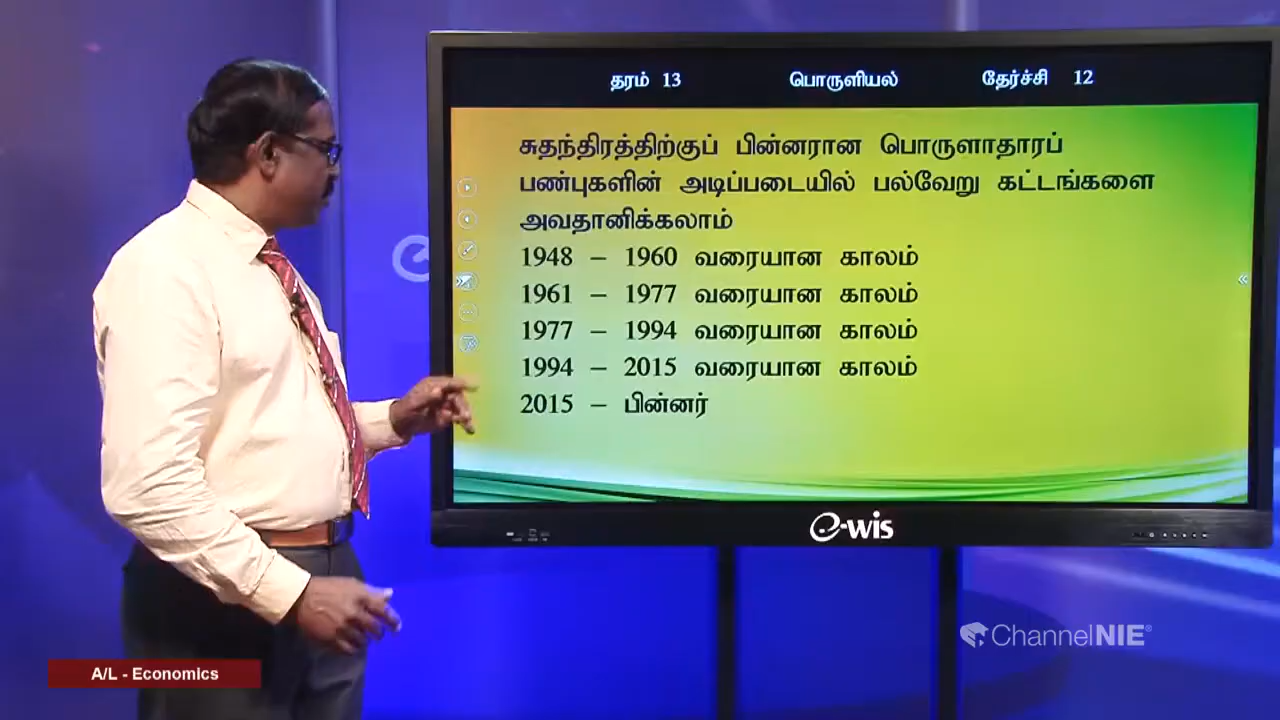 தரம் 13 பொருளியல் தேர்ச்சி 12
சுதந்திரத்திற்குப் பின்னரான பொருளாதாரப்
பண்புகளின் அடிப்படையில் பல்வேறு கட்டங்களை
அவதானிக்கலாம்
1948 – 1960 வரையான காலம்
1961 – 1977 வரையான காலம்
1977 – 1994 வரையான காலம்
1994 – 2015 வரையான காலம்
2015 – பின்னர்
e-wis
ChannelNIE®
A/L - Economics